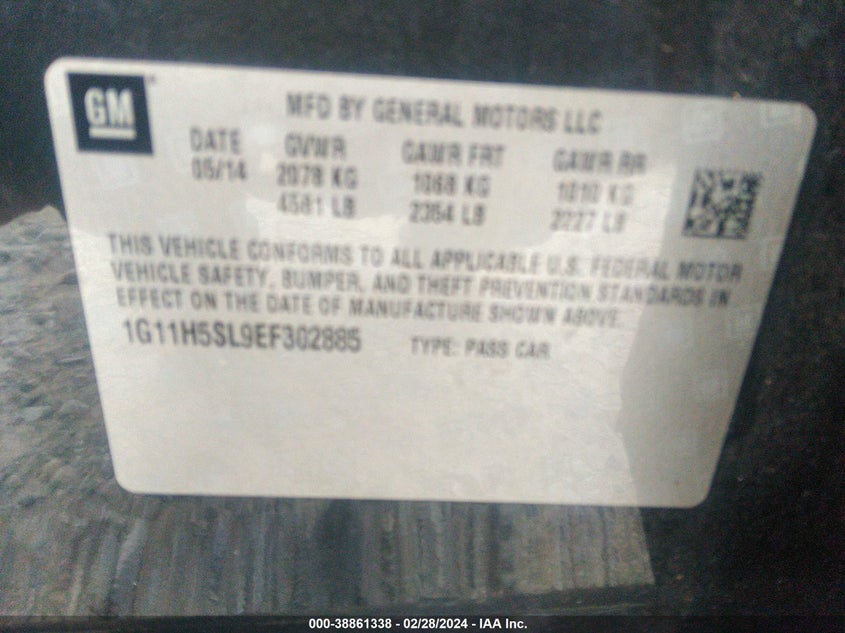 GM
MFD BY GENERAL MOTORS LLC
DATE GVWR GAWR FRT GAWR RR
05/14 2078 KG 1068 KG 1010 KG
4581 LB 2354 LB 2227 LB
THIS VEHICLE CONFORMS TO ALL APPLICABLE U.S. FEDERAL MOTOR
VEHICLE SAFETY, BUMPER, AND THEFT PREVENTION STANDARDS IN
EFFECT ON THE DATE OF MANUFACTURE SHOWN ABOVE.
1G11H5SL9EF302885 TYPE: PASS CAR
000-38861338 - 02/28/2024 - IAA Inc.